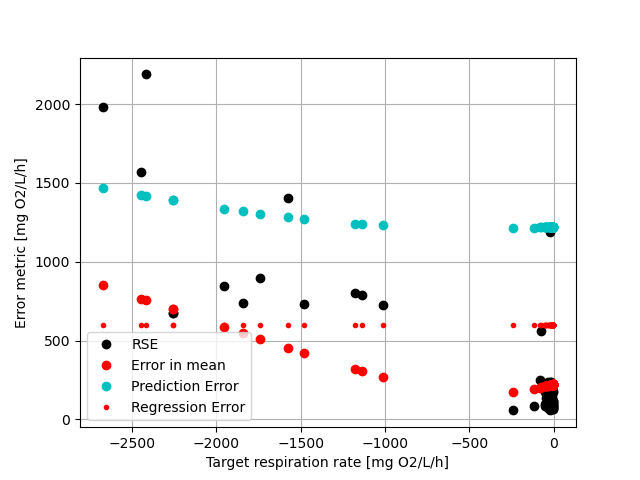 2000
1500
1000
500
0
Error metric [mg O2/L/h]
RSE
Error in mean
Prediction Error
Regression Error
−2500 −2000 −1500 −1000 −500 0
Target respiration rate [mg O2/L/h]